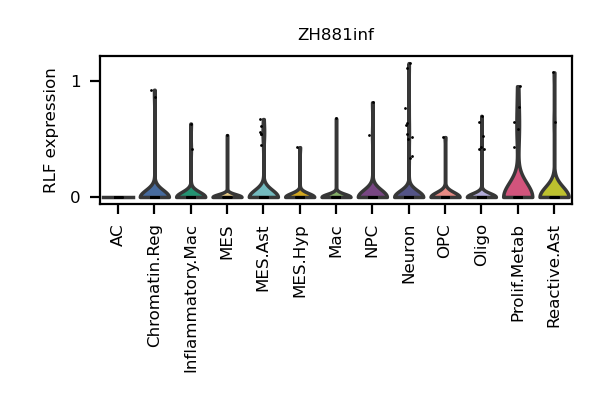 ZH881inf
RLF expression
1
0
AC
Chromatin.Reg
Inflammatory.Mac
MES
MES.Ast
MES.Hyp
Mac
NPC
Neuron
OPC
Oligo
Prolif.Metab
Reactive.Ast